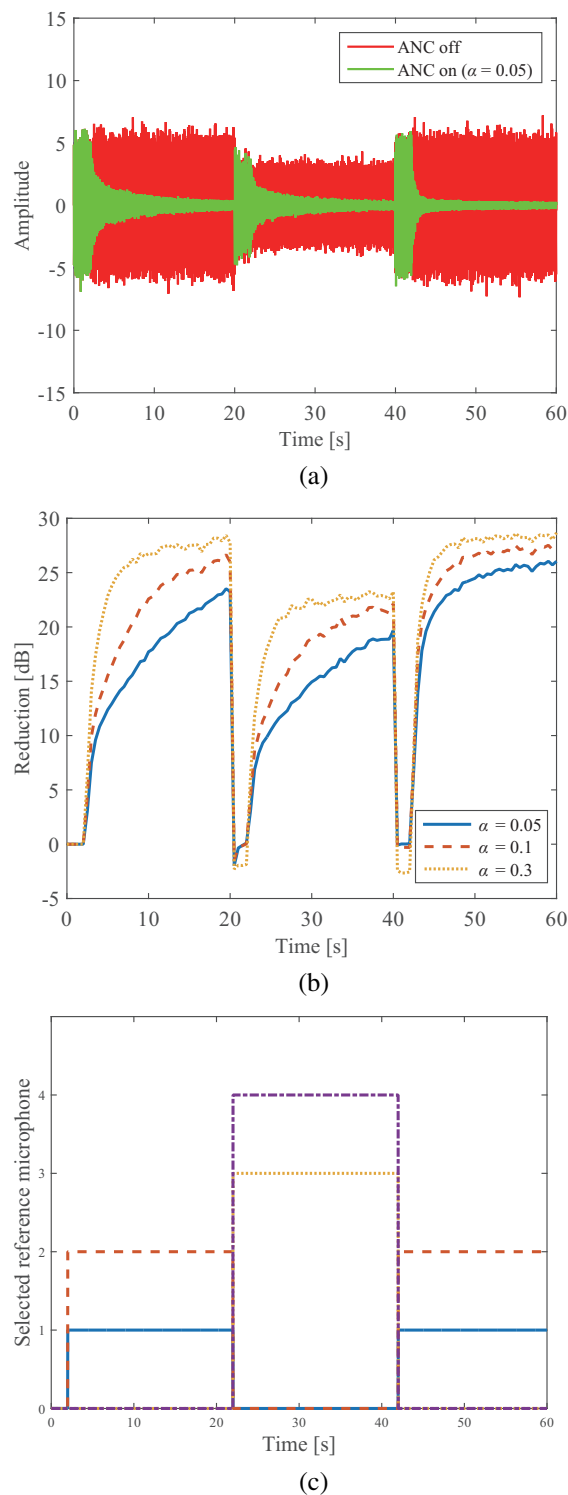 15
10
5
0
-5
-10
-15
Amplitude
ANC off
ANC on (α = 0.05)
0 10 20 30 40 50 60
Time [s]
(a)
30
25
20
15
10
5
0
-5
Reduction [dB]
α = 0.05
α = 0.1
α = 0.3
0 10 20 30 40 50 60
Time [s]
(b)
4
3
2
1
0
Selected reference microphone
0 10 20 30 40 50 60
Time [s]
(c)